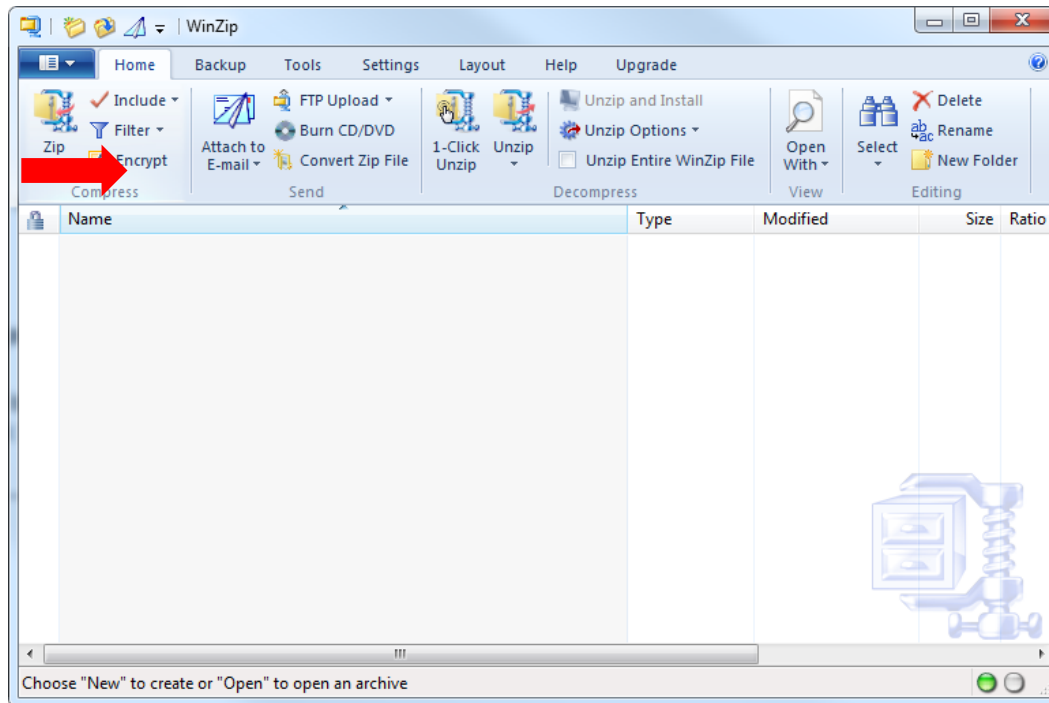 WinZip
Home Backup Tools Settings Layout Help Upgrade
Zip
Include
Filter
Encrypt
Compress
Attach to
E-mail
FTP Upload
Burn CD/DVD
Convert Zip File
Send
1-Click
Unzip
Unzip
Unzip and Install
Unzip Options
Unzip Entire WinZip File
Decompress
Open
With
View
Select
Delete
Rename
New Folder
Editing
Name Type Modified Size Ratio
Choose "New" to create or "Open" to open an archive